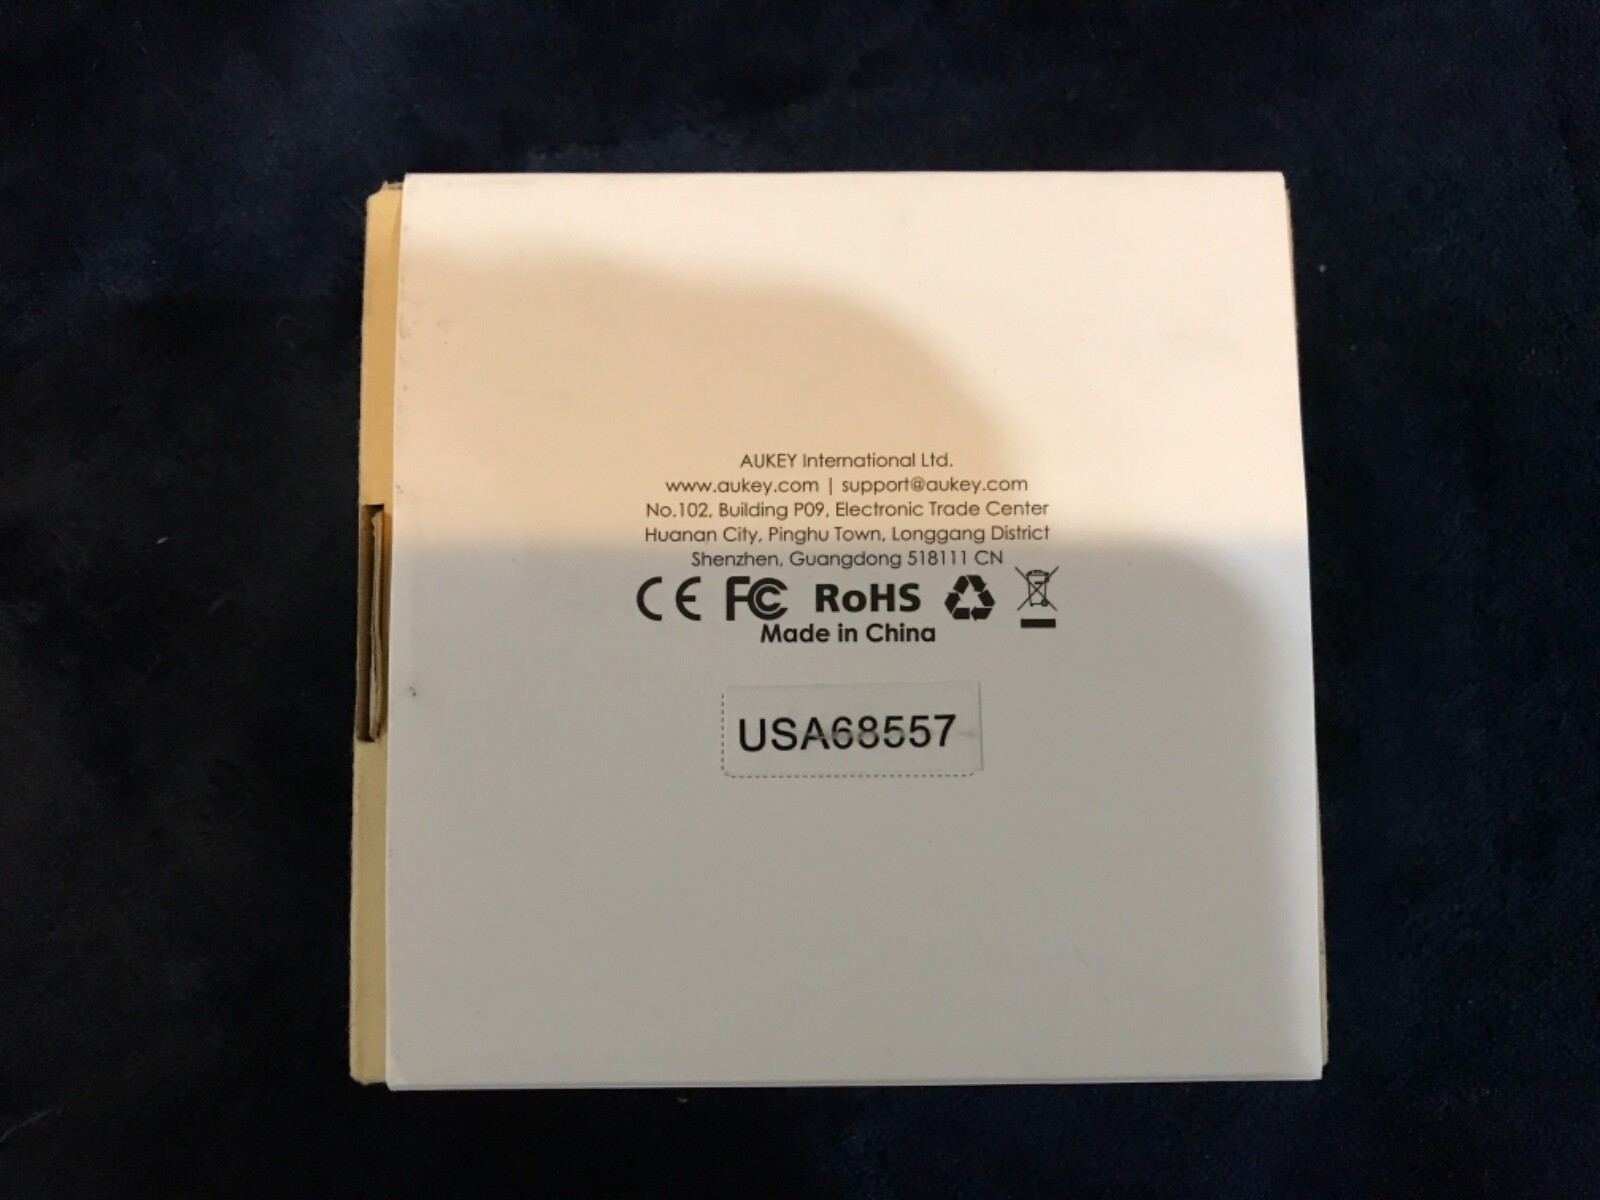 AUKEY International Ltd.
www.aukey.com | support@aukey.com
No.102, Building P09, Electronic Trade Center
Huanan City, Pinghu Town, Longgang District
Shenzhen, Guangdong 518111 CN
CE FC RoHS
Made in China
USA68557